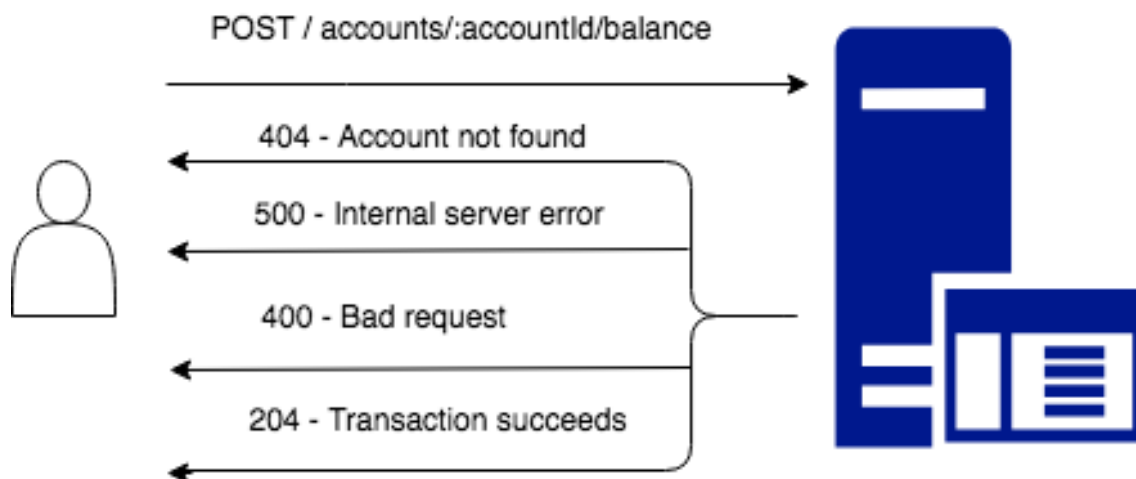 POST / accounts/:accountId/balance
404 - Account not found
500 - Internal server error
400 - Bad request
204 - Transaction succeeds